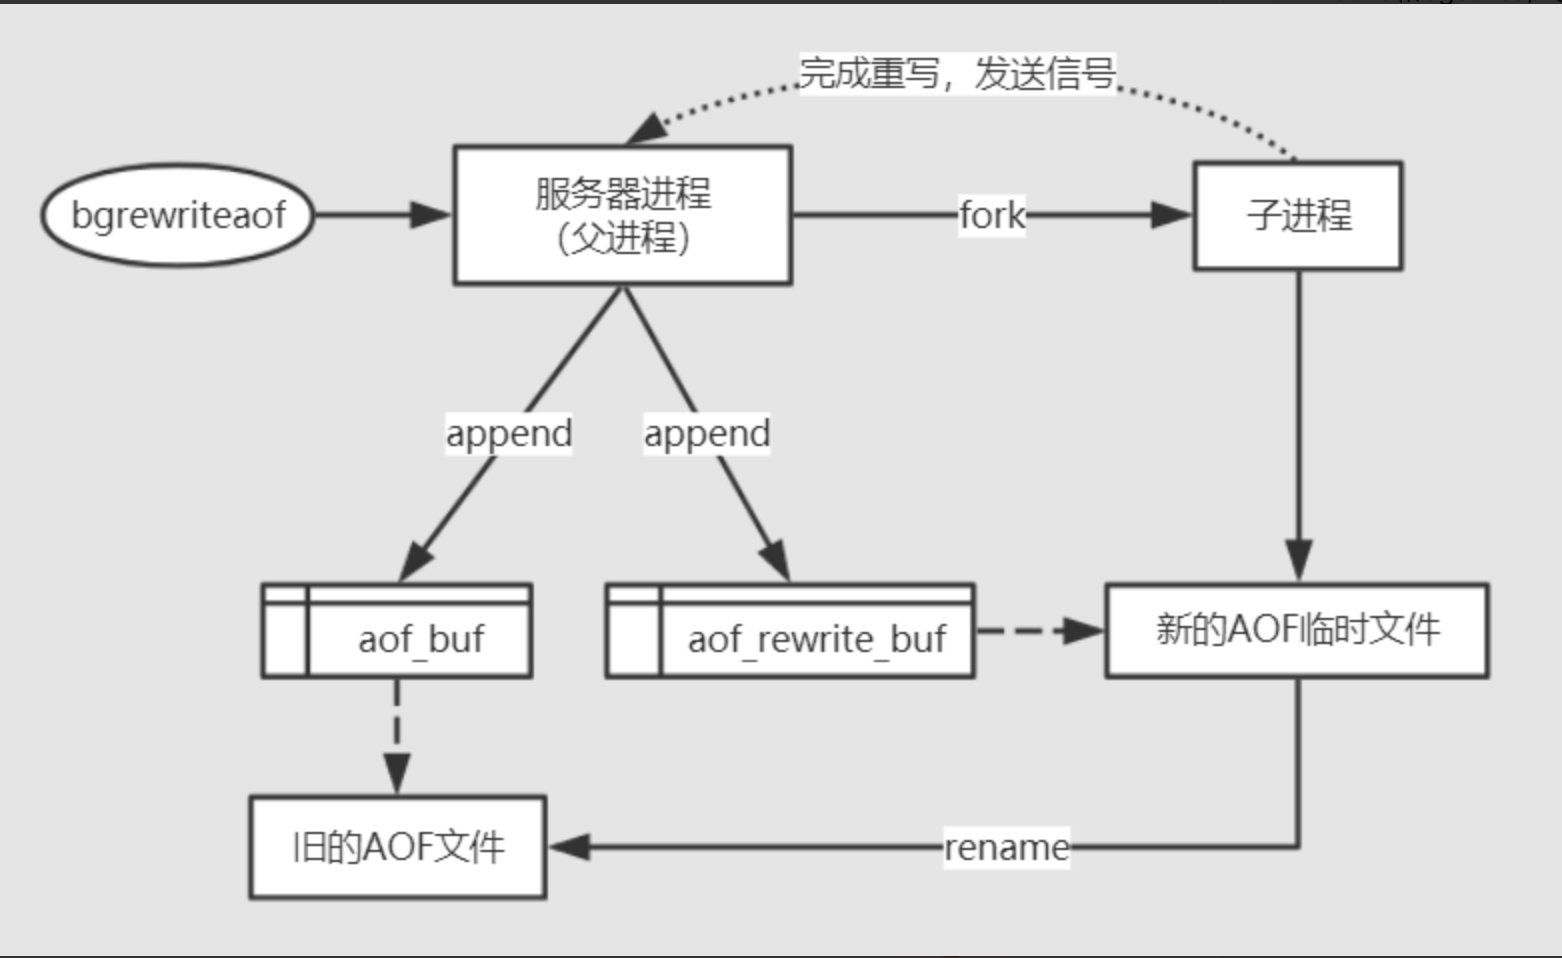 完成重写，发送信号
bgrewriteaof
服务器进程
（父进程）
fork
子进程
append
append
aof_buf
aof_rewrite_buf
新的AOF临时文件
旧的AOF文件
rename